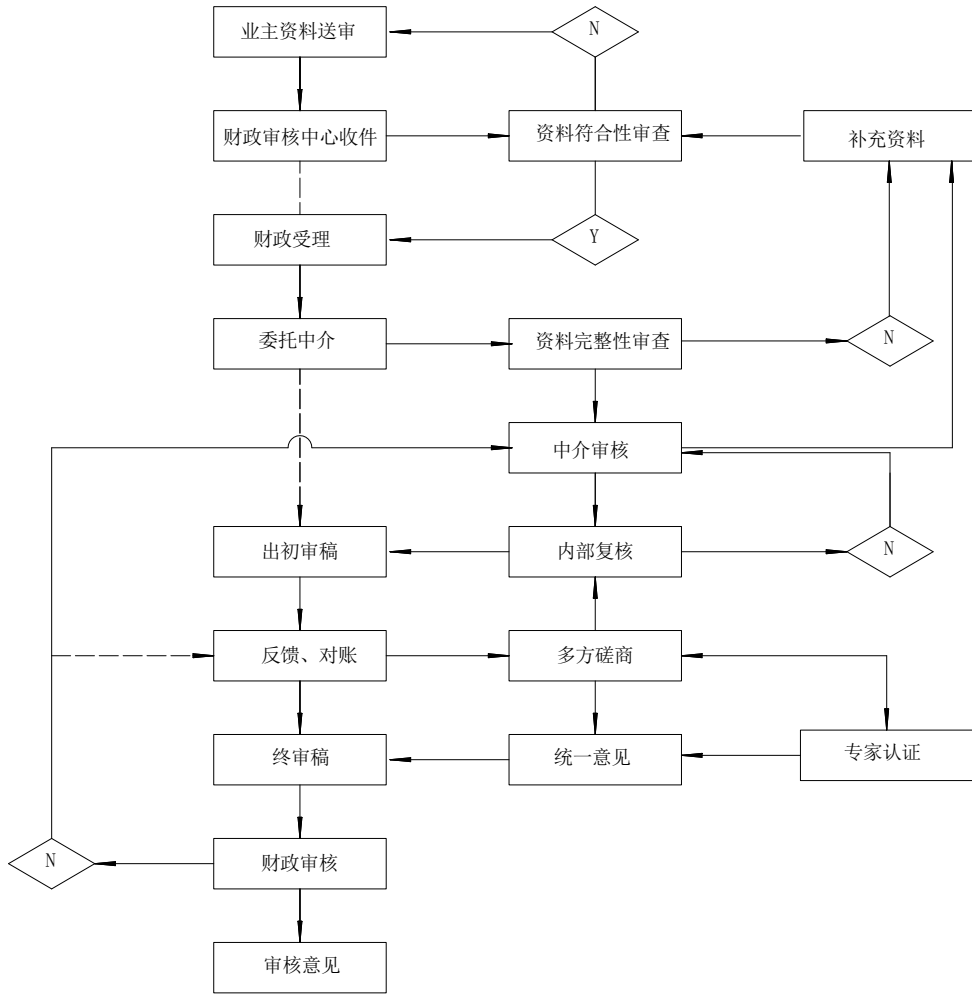 业主资料送审
N
财政审核中心收件
资料符合性审查
补充资料
财政受理
Y
委托中介
资料完整性审查
N
中介审核
出初审稿
内部复核
N
反馈、对账
多方磋商
终审稿
统一意见
专家认证
N
财政审核
审核意见